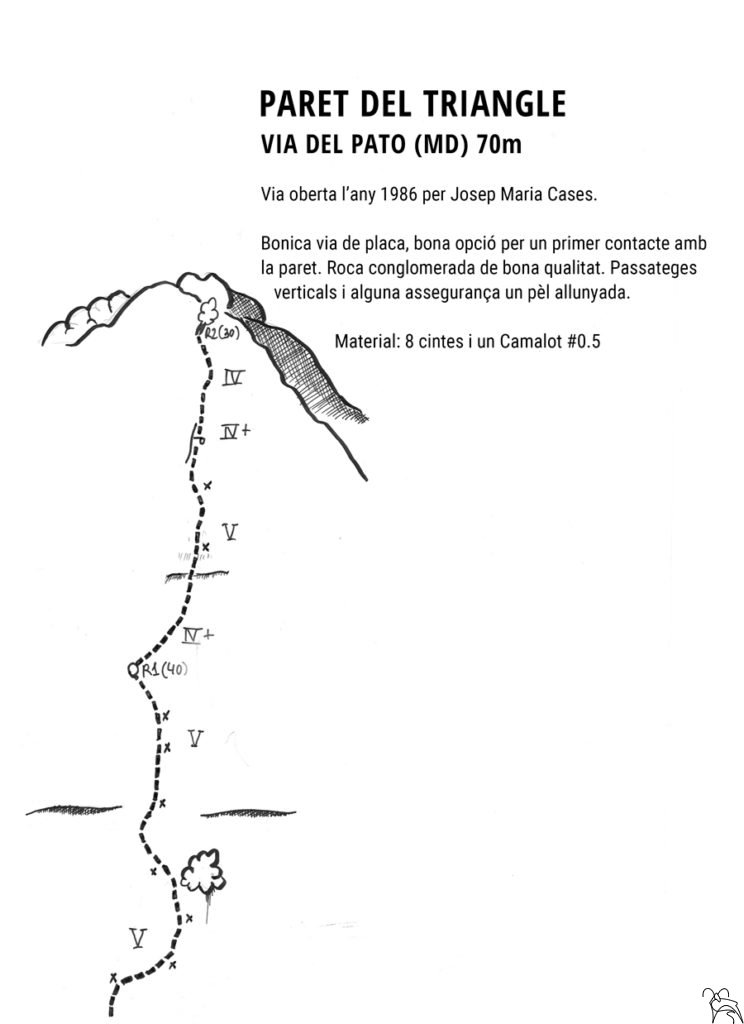 PARET DEL TRIANGLE
VIA DEL PATO (MD) 70m
Via oberta l’any 1986 per Josep Maria Cases.
Bonica via de placa, bona opció per un primer contacte amb
la paret. Roca conglomerada de bona qualitat. Passateges
verticals i alguna assegurança un pèl allunyada.
Material: 8 cintes i un Camalot #0.5
R2(30)
IV
IV+
V
IV+
R1(40)
V
V